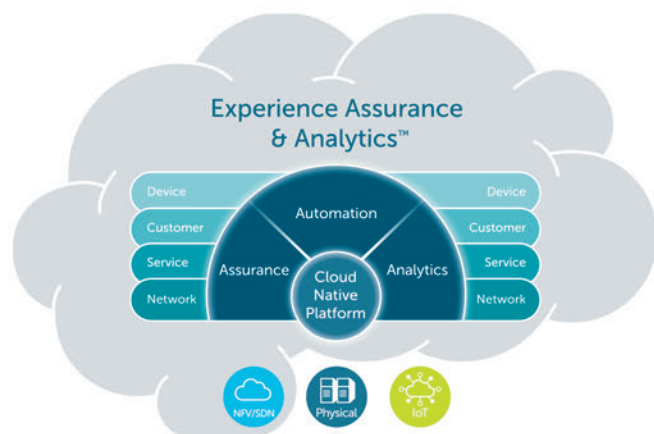 Experience Assurance
& Analytics™
Device
Customer
Service
Network
Automation
Assurance
Analytics
Cloud
Native
Platform
Device
Customer
Service
Network
NFV/SDN
Physical
IoT